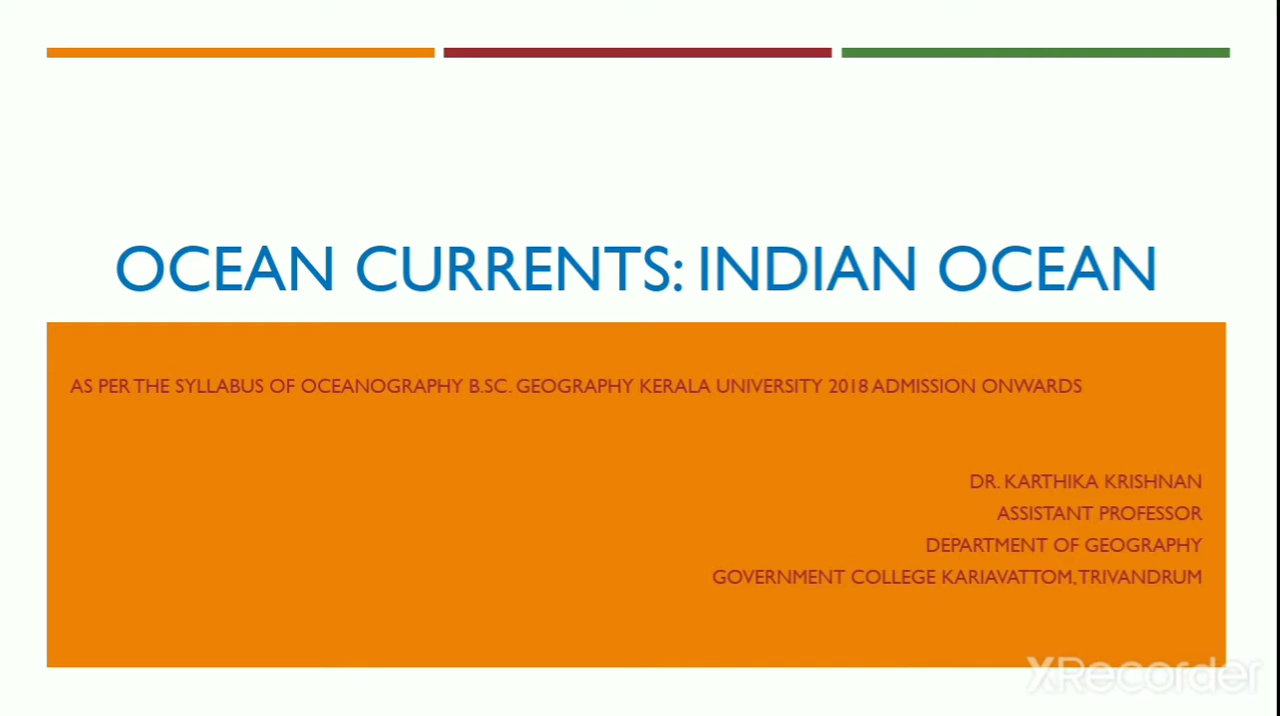 OCEAN CURRENTS: INDIAN OCEAN
AS PER THE SYLLABUS OF OCEANOGRAPHY B.SC. GEOGRAPHY KERALA UNIVERSITY 2018 ADMISSION ONWARDS
DR. KARTHIKA KRISHNAN
ASSISTANT PROFESSOR
DEPARTMENT OF GEOGRAPHY
GOVERNMENT COLLEGE KARIAVATTOM, TRIVANDRUM
XRecorder